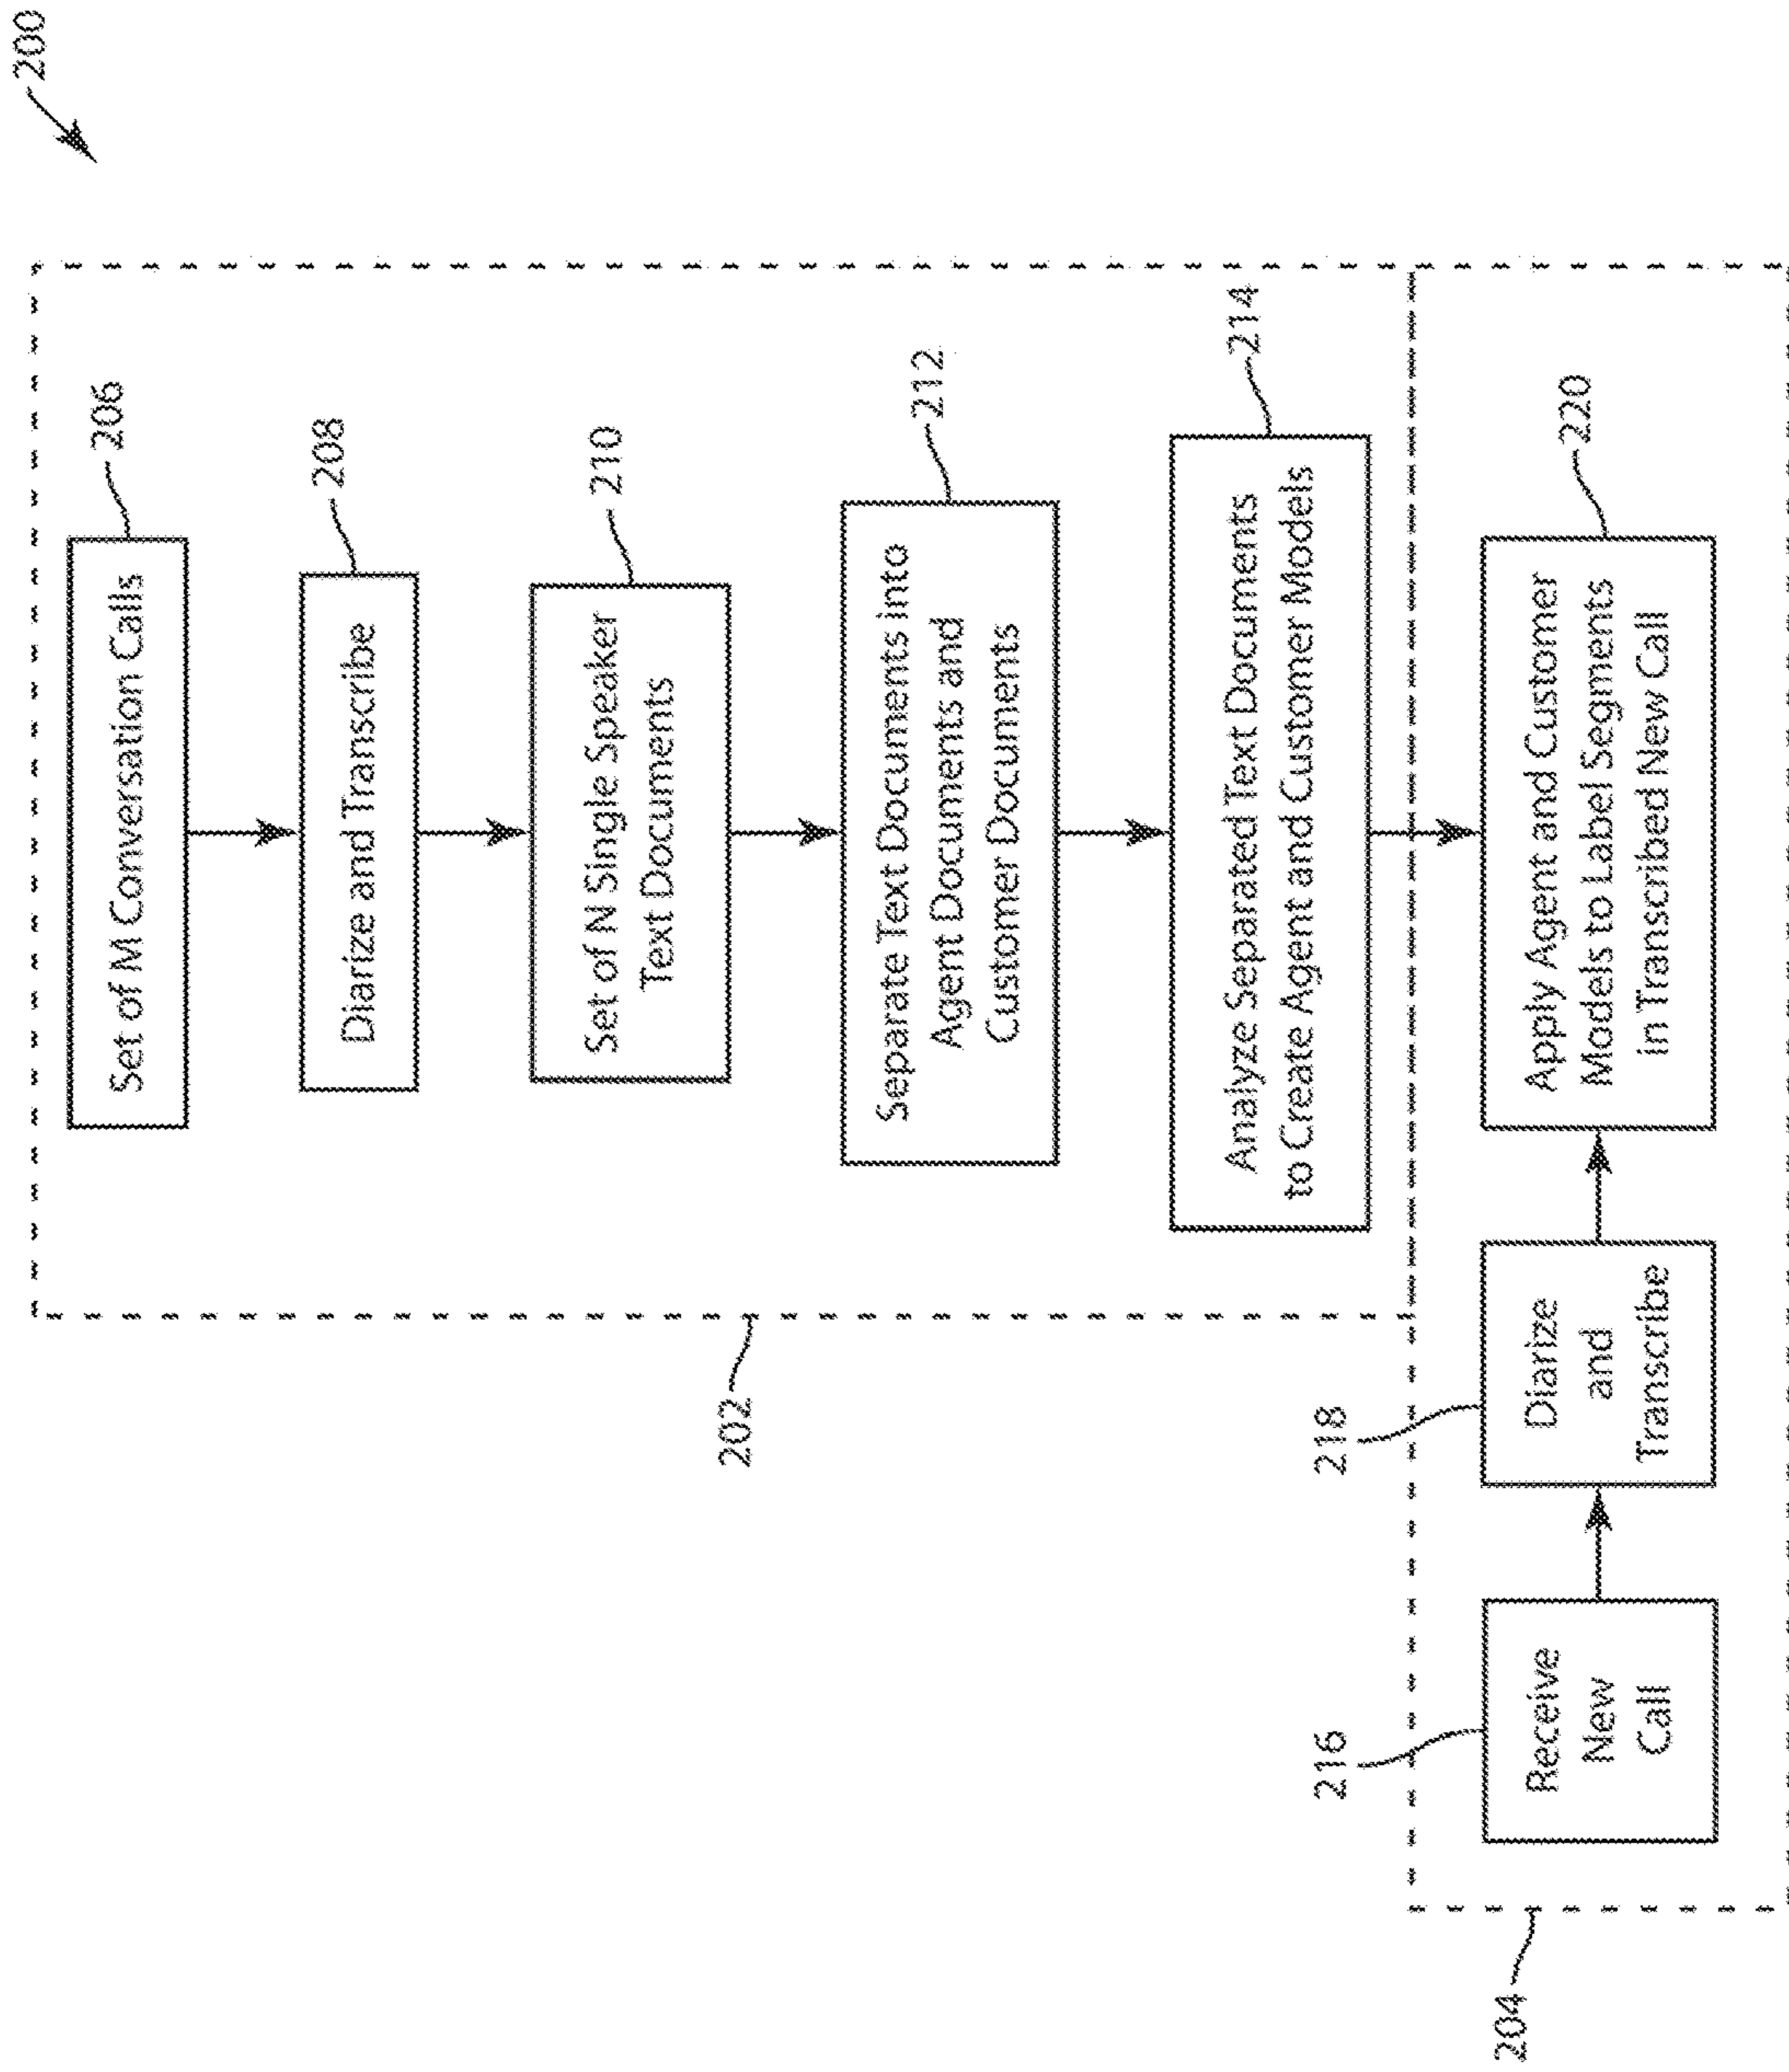 200
Set of M Conversation Calls
206
Diarize and Transcribe
208
Set of N Single Speaker
Text Documents
210
Separate Text Documents into
Agent Documents and
Customer Documents
212
Analyze Separated Text Documents
to Create Agent and Customer Models
214
202
216
Receive
New
Call
218
Diarize
and
Transcribe
Apply Agent and Customer
Models to Label Segments
in Transcribed New Call
220
204